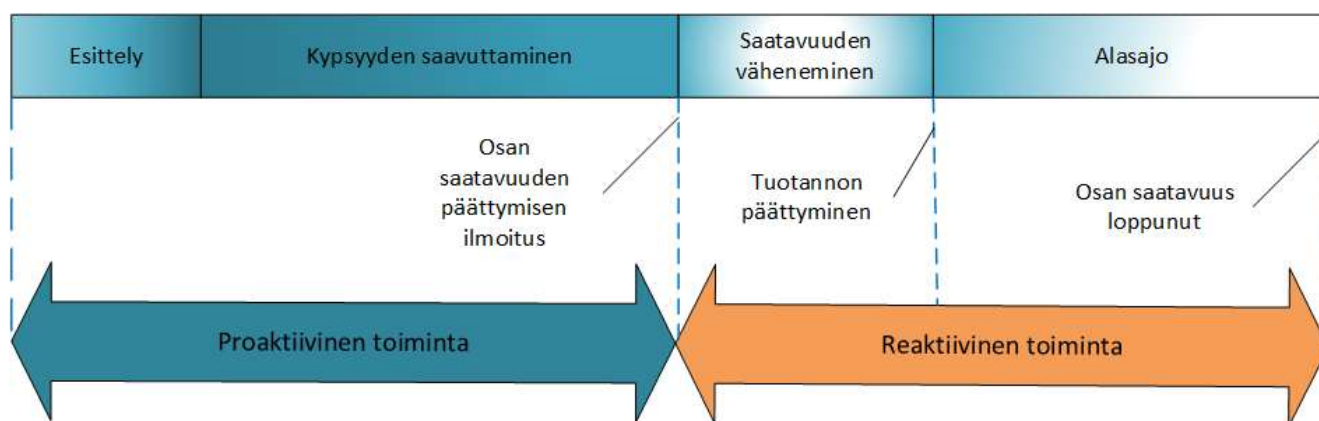 Esittely
Kypsyyden saavuttaminen
Saatavuuden
väheneminen
Alasajo
Osan
saatavuuden
päättymisen
ilmoitus
Tuotannon
päättyminen
Osan saatavuus
loppunut
Proaktiivinen toiminta
Reaktiivinen toiminta